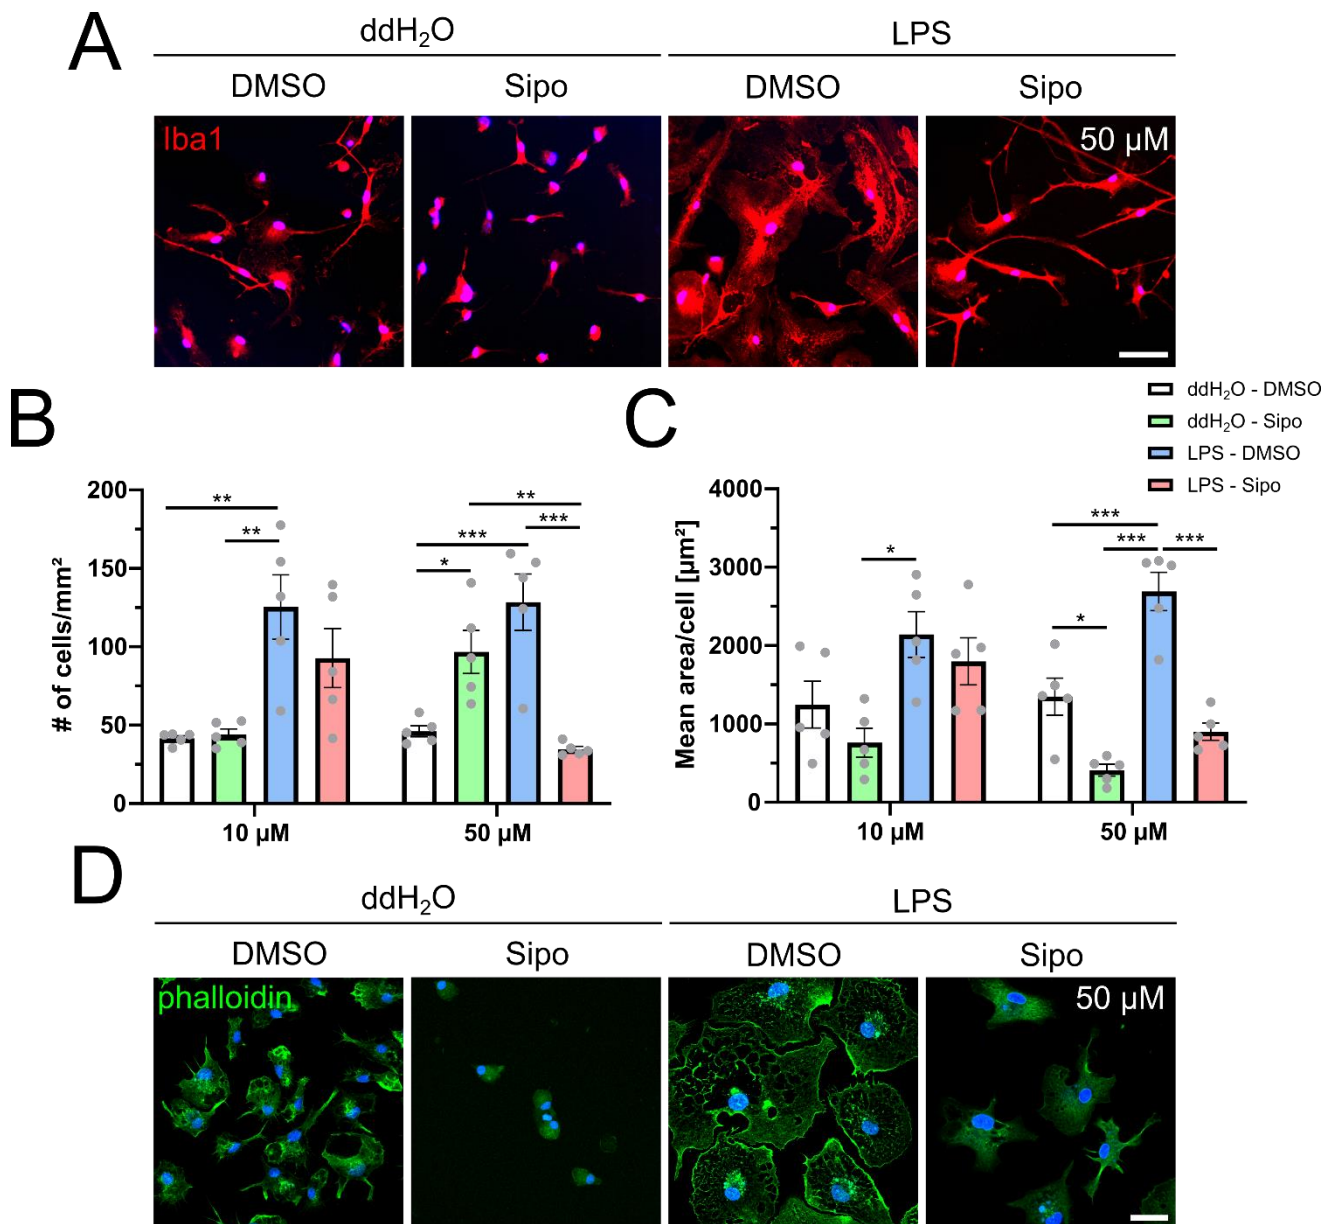 A
ddH₂O
LPS
DMSO
Sipo
DMSO
Sipo
Iba1
50 µM
B
C
ddH₂O - DMSO
ddH₂O - Sipo
LPS - DMSO
LPS - Sipo
# of cells/mm²
200
150
100
50
0
**
**
**
***
***
*
10 µM
50 µM
Mean area/cell [µm²]
4000
3000
2000
1000
0
*
***
***
***
*
10 µM
50 µM
D
ddH₂O
LPS
DMSO
Sipo
DMSO
Sipo
phalloidin
50 µM